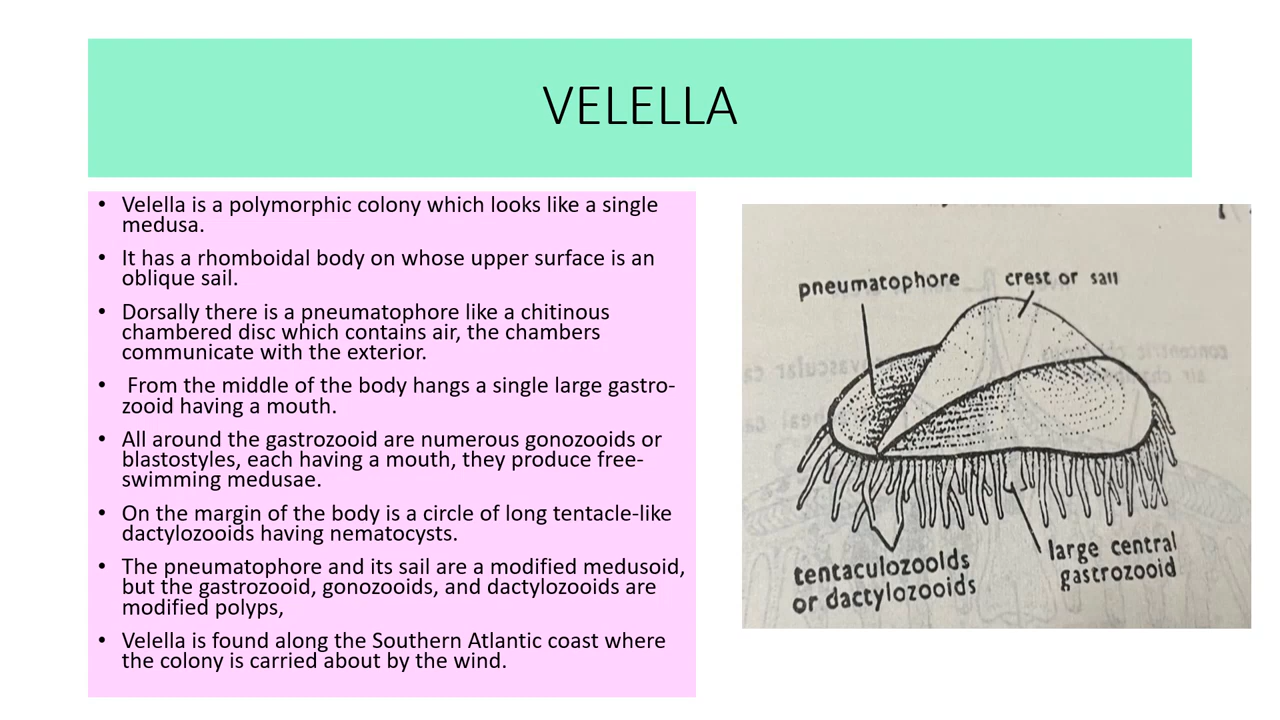 VELELLA
• Velella is a polymorphic colony which looks like a single
medusa.
• It has a rhomboidal body on whose upper surface is an
oblique sail.
• Dorsally there is a pneumatophore like a chitinous
chambered disc which contains air, the chambers
communicate with the exterior.
• From the middle of the body hangs a single large gastro-
zooid having a mouth.
• All around the gastrozooid are numerous gonozooids or
blastostyles, each having a mouth, they produce free-
swimming medusae.
• On the margin of the body is a circle of long tentacle-like
dactylozooids having nematocysts.
• The pneumatophore and its sail are a modified medusoid,
but the gastrozooid, gonozooids, and dactylozooids are
modified polyps,
• Velella is found along the Southern Atlantic coast where
the colony is carried about by the wind.
pneumatophore
crest or sail
large central
gastrozooid
tentaculozooids
or dactylozooids